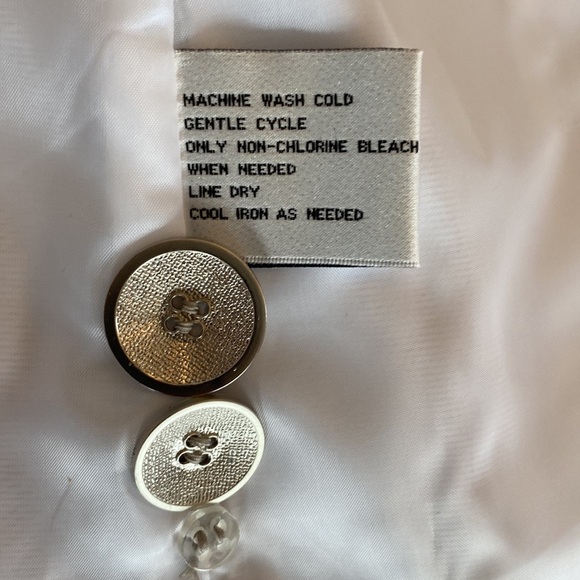 MACHINE WASH COLD
GENTLE CYCLE
ONLY NON-CHLORINE BLEACH
WHEN NEEDED
LINE DRY
COOL IRON AS NEEDED